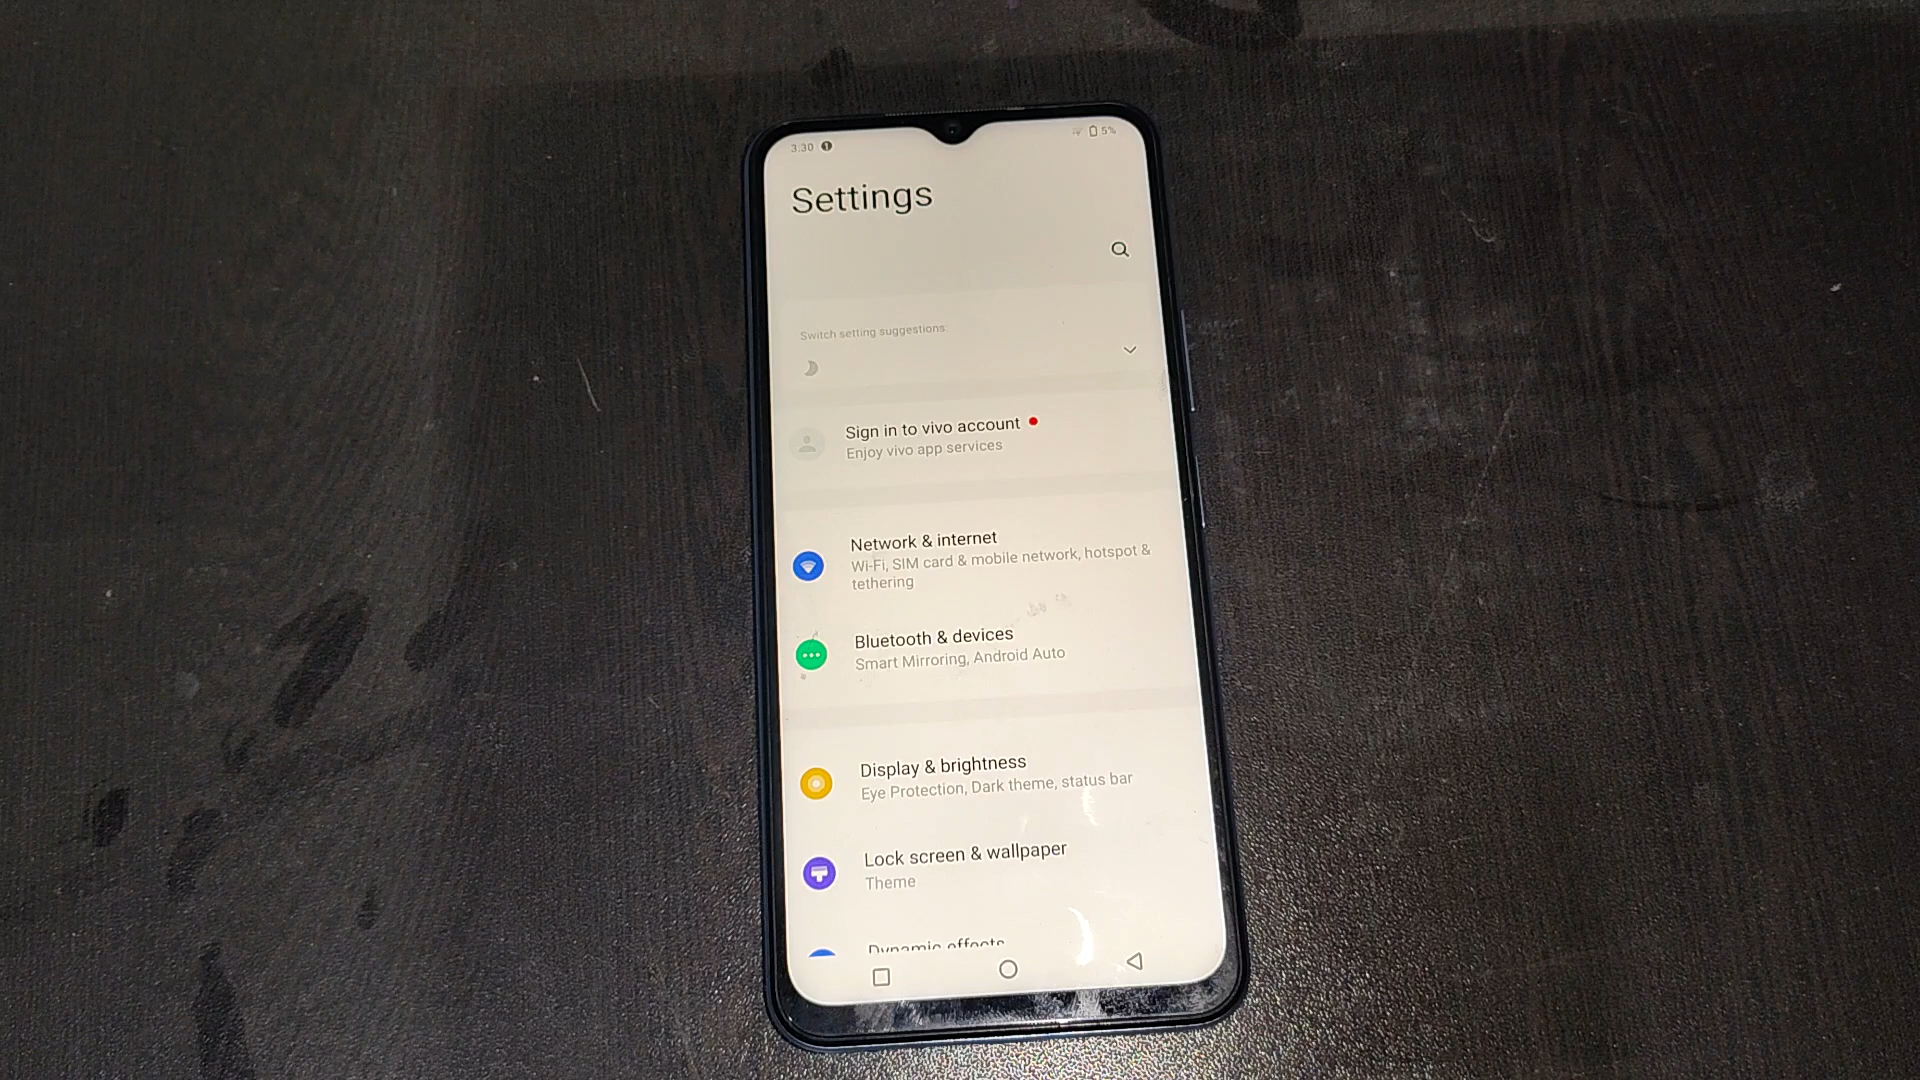 3:30
5%
Settings
Switch setting suggestions:
Sign in to vivo account
Enjoy vivo app services
Network & internet
Wi-Fi, SIM card & mobile network, hotspot &
tethering
Bluetooth & devices
Smart Mirroring, Android Auto
Display & brightness
Eye Protection, Dark theme, status bar
Lock screen & wallpaper
Theme
Dynamic effects